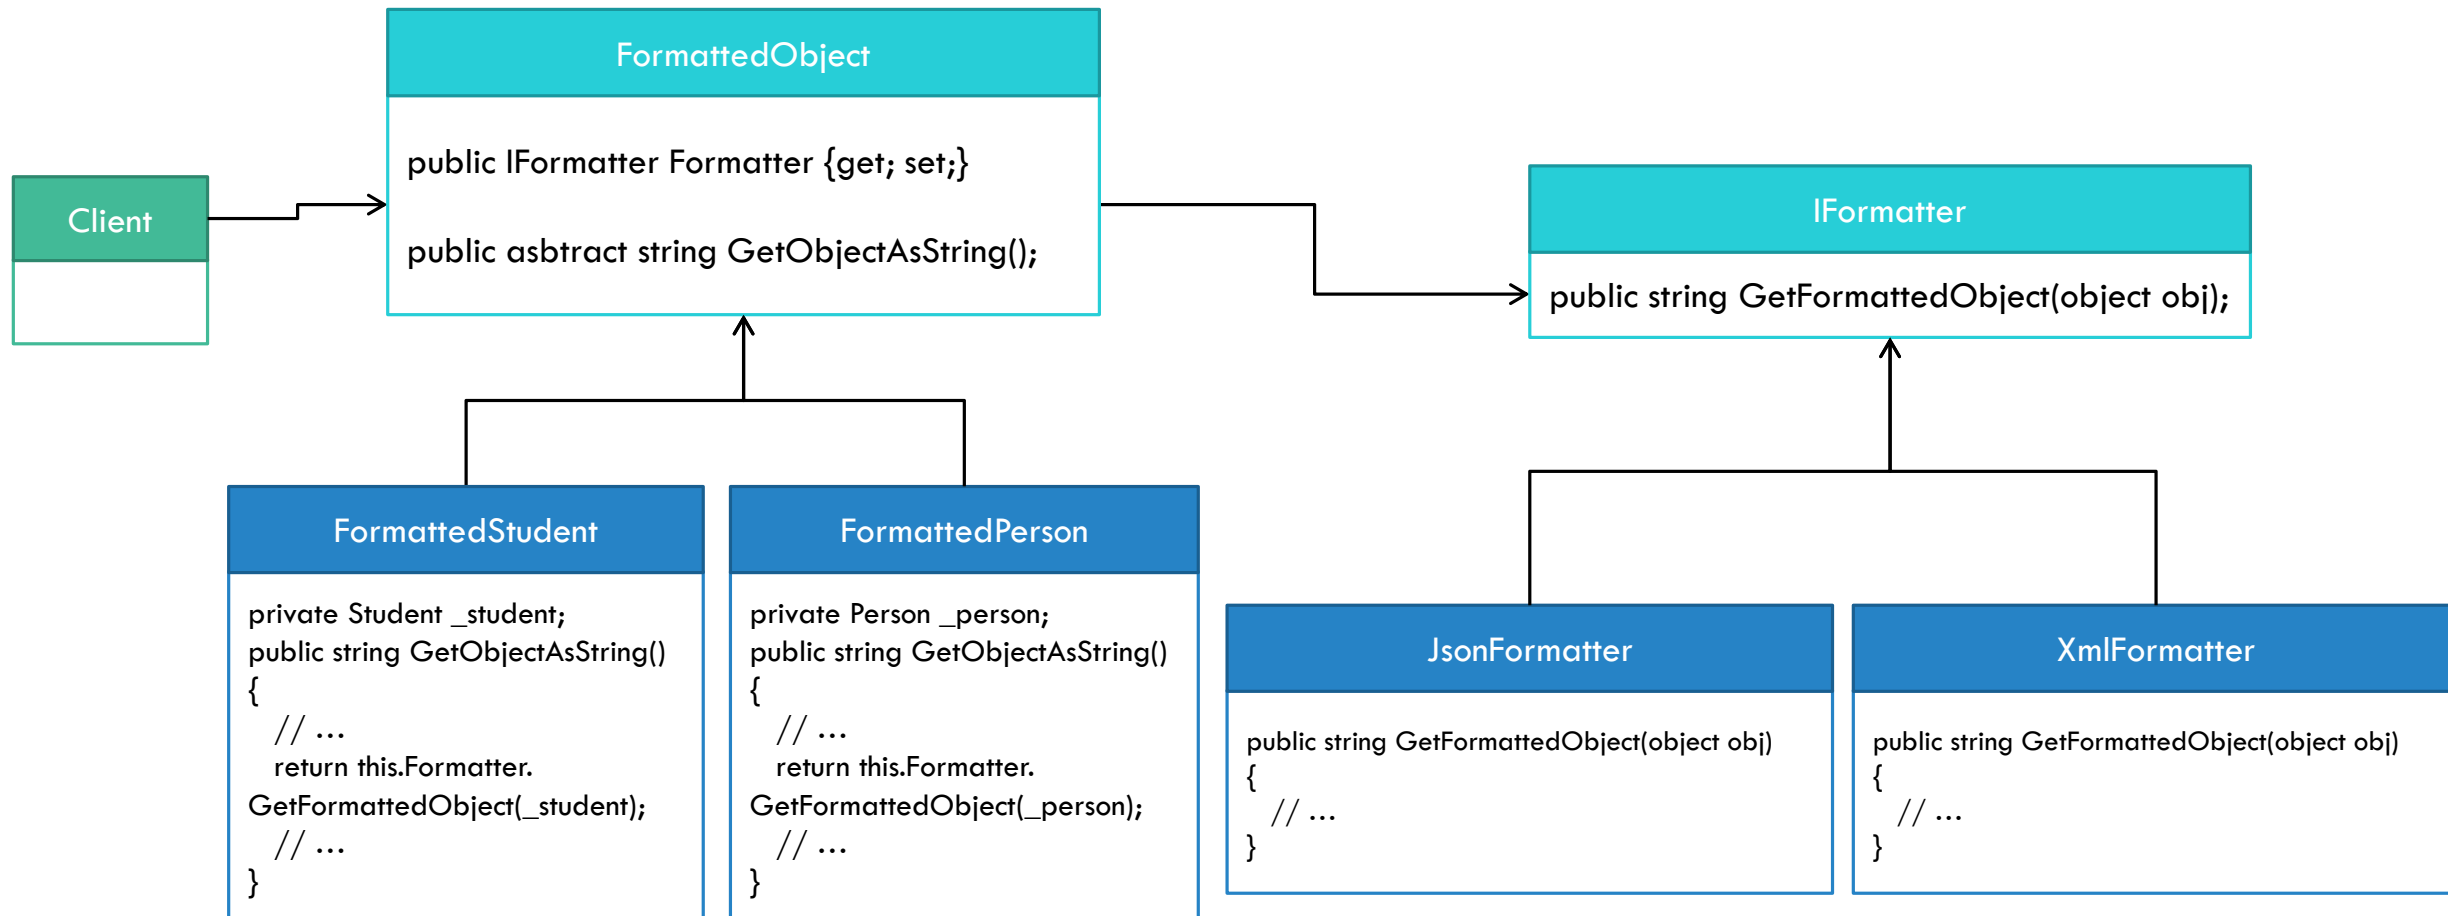 FormattedObject
public IFormatter Formatter {get; set;}
public asbtract string GetObjectAsString();
Client
IFormatter
public string GetFormattedObject(object obj);
FormattedStudent
private Student _student;
public string GetObjectAsString()
{
// ...
return this.Formatter.
GetFormattedObject(_student);
// ...
}
FormattedPerson
private Person _person;
public string GetObjectAsString()
{
// ...
return this.Formatter.
GetFormattedObject(_person);
// ...
}
JsonFormatter
public string GetFormattedObject(object obj)
{
// ...
}
XmlFormatter
public string GetFormattedObject(object obj)
{
// ...
}